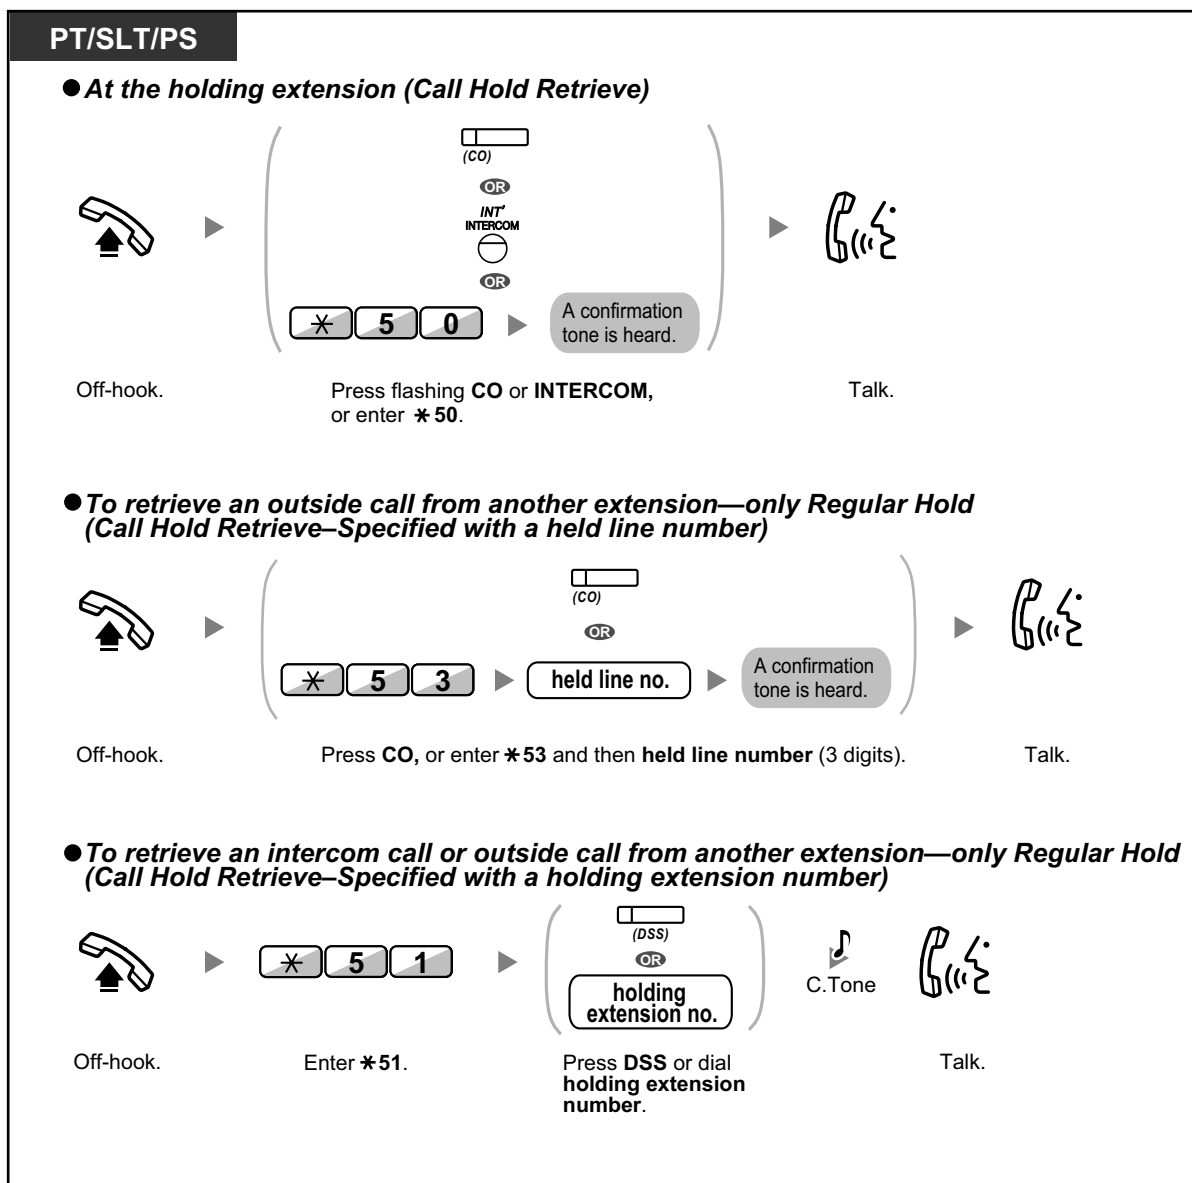 PT/SLT/PS
●At the holding extension (Call Hold Retrieve)
(CO)
OR
INT'
INTERCOM
OR
* 5 0
A confirmation
tone is heard.
Off-hook.
Press flashing CO or INTERCOM,
or enter *50.
Talk.
●To retrieve an outside call from another extension—only Regular Hold
(Call Hold Retrieve–Specified with a held line number)
(CO)
OR
* 5 3
held line no.
A confirmation
tone is heard.
Off-hook.
Press CO, or enter *53 and then held line number (3 digits).
Talk.
●To retrieve an intercom call or outside call from another extension—only Regular Hold
(Call Hold Retrieve–Specified with a holding extension number)
* 5 1
(DSS)
OR
holding
extension no.
C.Tone
Off-hook.
Enter *51.
Press DSS or dial
holding extension
number.
Talk.